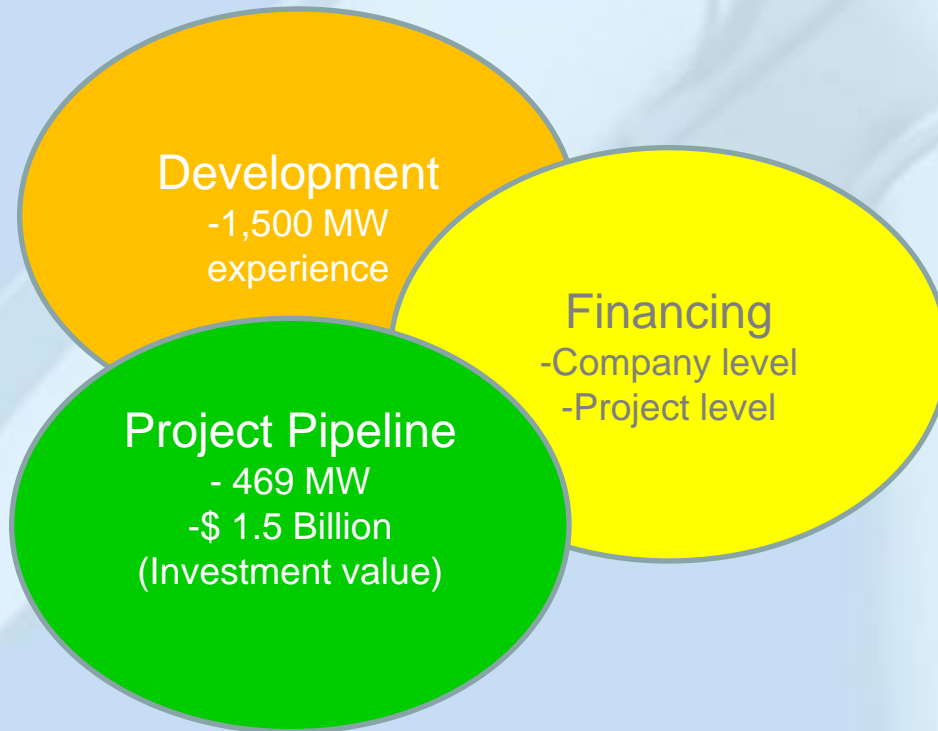 Development
-1,500 MW
experience
Financing
-Company level
-Project level
Project Pipeline
- 469 MW
-$ 1.5 Billion
(Investment value)